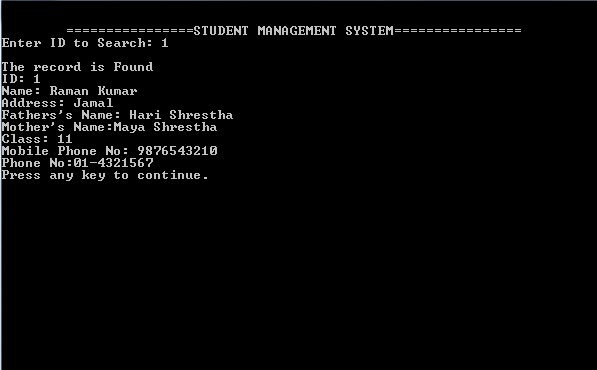 ================STUDENT MANAGEMENT SYSTEM================
Enter ID to Search: 1
The record is Found
ID: 1
Name: Raman Kumar
Address: Jamal
Fathers's Name: Hari Shrestha
Mother's Name:Maya Shrestha
Class: 11
Mobile Phone No: 9876543210
Phone No:01-4321567
Press any key to continue.